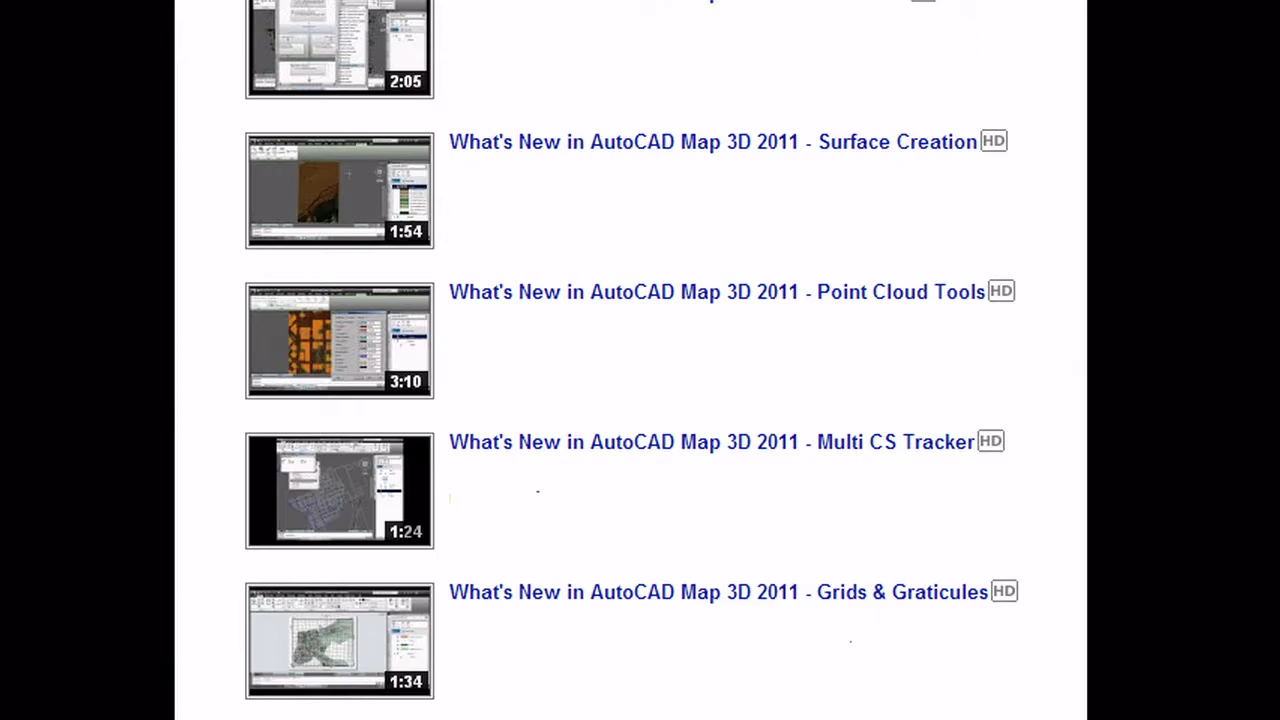 2:05
What's New in AutoCAD Map 3D 2011 - Surface Creation HD
1:54
What's New in AutoCAD Map 3D 2011 - Point Cloud Tools HD
3:10
What's New in AutoCAD Map 3D 2011 - Multi CS Tracker HD
1:24
What's New in AutoCAD Map 3D 2011 - Grids & Graticules HD
1:34